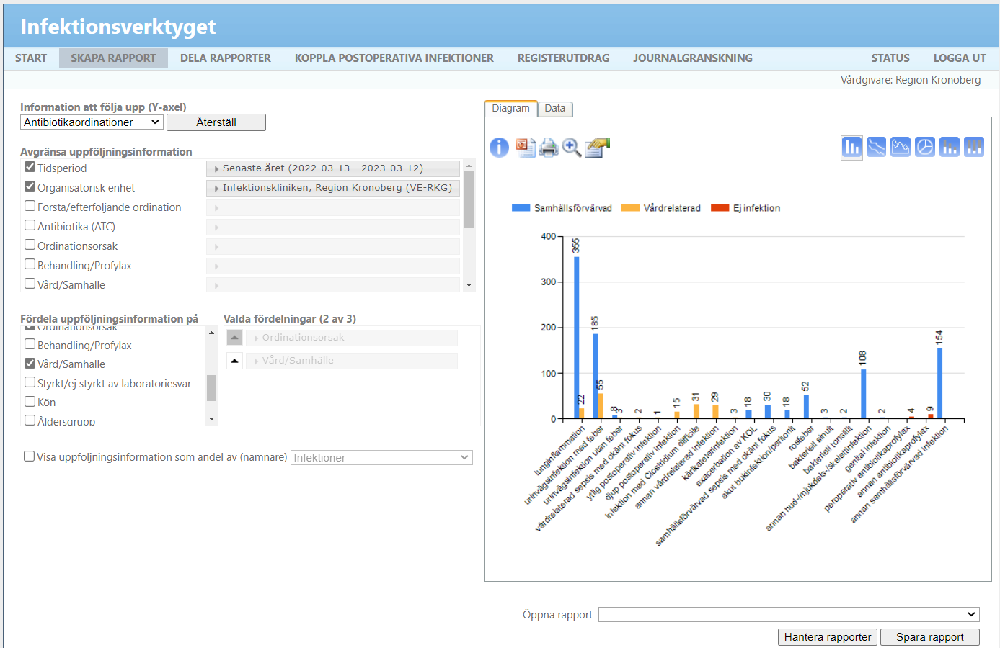 Infektionsverktyget
START SKAPA RAPPORT DELA RAPPORTER KOPPLA POSTOPERATIVA INFEKTIONER REGISTERUTDRAG JOURNALGRANSKNING STATUS LOGGA UT
Vårdgivare: Region Kronoberg
Information att följa upp (Y-axel)
Antibiotikaordinationer Återställ
Avgränsa uppföljningsinformation
Tidsperiod Senaste året (2022-03-13 - 2023-03-12)
Organisatorisk enhet Infektionskliniken, Region Kronoberg (VE-RKG),
Första/efterföljande ordination
Antibiotika (ATC)
Ordinationsorsak
Behandling/Profylax
Vård/Samhälle
Fördela uppföljningsinformation på
Ordinationsorsak
Behandling/Profylax
Vård/Samhälle
Styrkt/ej styrkt av laboratoriesvar
Kön
Åldersgrupp
Valda fördelningar (2 av 3)
Ordinationsorsak
Vård/Samhälle
Visa uppföljningsinformation som andel av (nämnare) Infektioner
Diagram Data
Samhällsförvärvad Vårdrelaterad Ej infektion
400
300
200
100
0
355
22
185
55
8
3
2
1
15
31
29
3
18
30
18
52
3
2
108
2
4
9
154
lunginflammation
urinvägsinfektion med feber
urinvägsinfektion utan feber
vårdrelaterad sepsis med okänt fokus
ytlig postoperativ infektion
djup postoperativ infektion
infektion med Clostridium difficile
annan vårdrelaterad infektion
kärlkateterinfektion
exacerbation av KOL
samhällsförvärvad sepsis med okänt fokus
akut bukinfektion/peritonit
rosfeber
bakteriell sinuit
bakteriell tonsillit
annan hud-/mjukdels-/skelettinfektion
genital infektion
peroperativ antibiotikaprofylax
annan antibiotikaprofylax
annan samhällsförvärvad infektion
Öppna rapport
Hantera rapporter Spara rapport